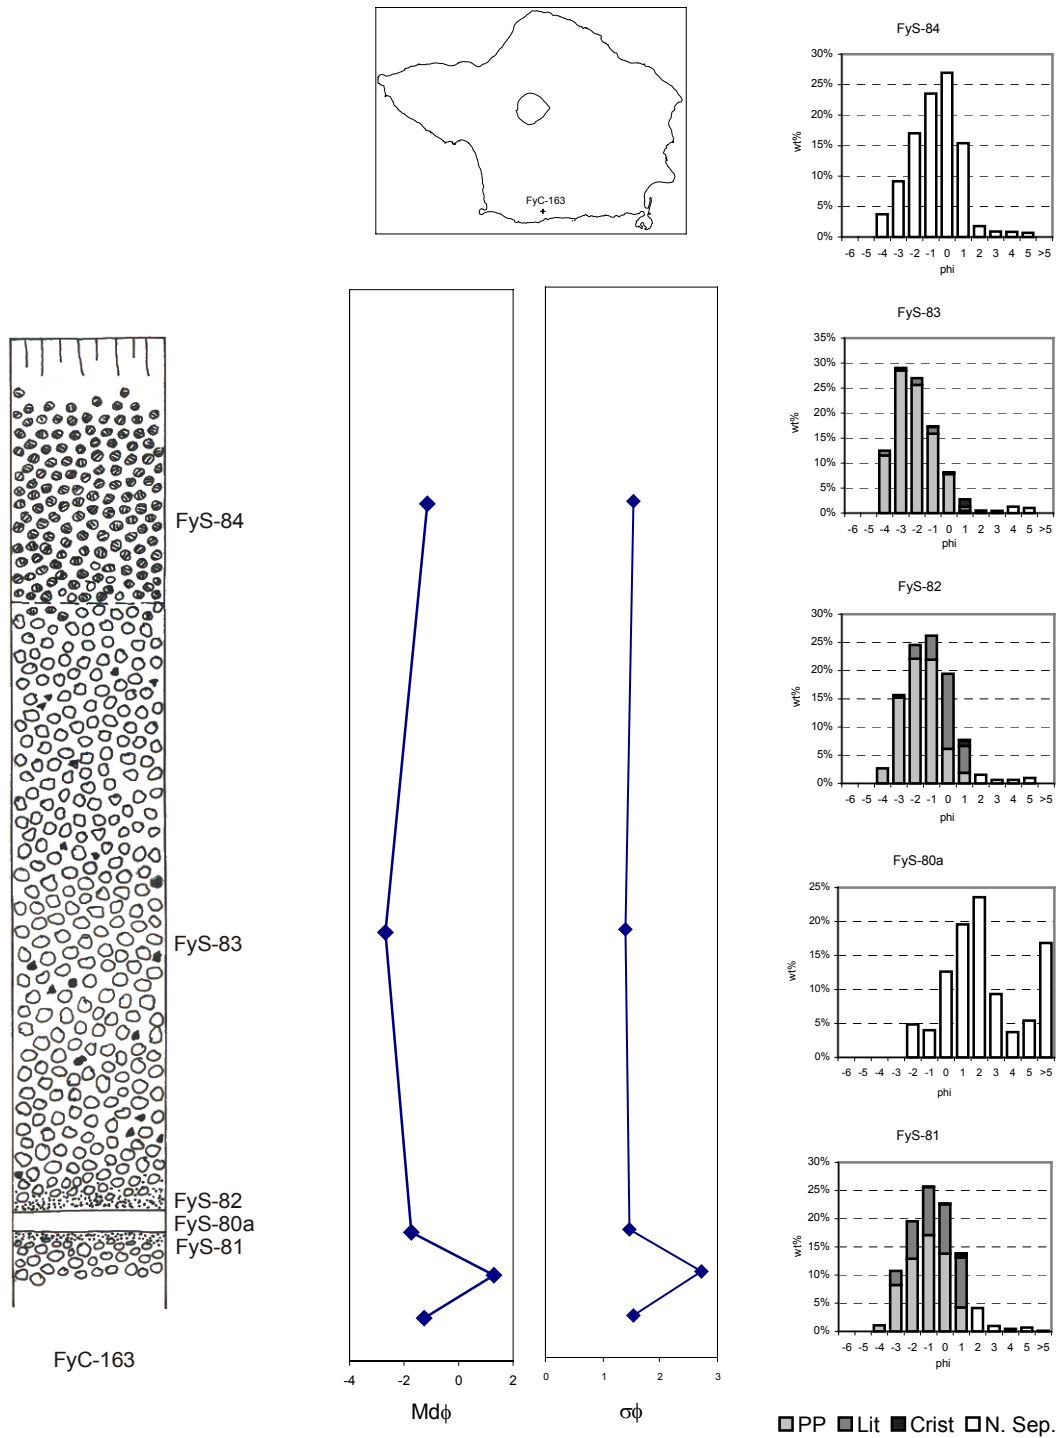 FyC-163
FyS-84
FyS-83
FyS-82
FyS-80a
FyS-81
FyC-163
-4 -2 0 2
Mdϕ
0 1 2 3
σϕ
FyS-84
30%
25%
20%
15%
10%
5%
0%
wt%
-6 -5 -4 -3 -2 -1 0 1 2 3 4 5 >5
phi
FyS-83
35%
30%
25%
20%
15%
10%
5%
0%
wt%
-6 -5 -4 -3 -2 -1 0 1 2 3 4 5 >5
phi
FyS-82
30%
25%
20%
15%
10%
5%
0%
wt%
-6 -5 -4 -3 -2 -1 0 1 2 3 4 5 >5
phi
FyS-80a
25%
20%
15%
10%
5%
0%
wt%
-6 -5 -4 -3 -2 -1 0 1 2 3 4 5 >5
phi
FyS-81
30%
25%
20%
15%
10%
5%
0%
wt%
-6 -5 -4 -3 -2 -1 0 1 2 3 4 5 >5
phi
PP Lit Crist N. Sep.